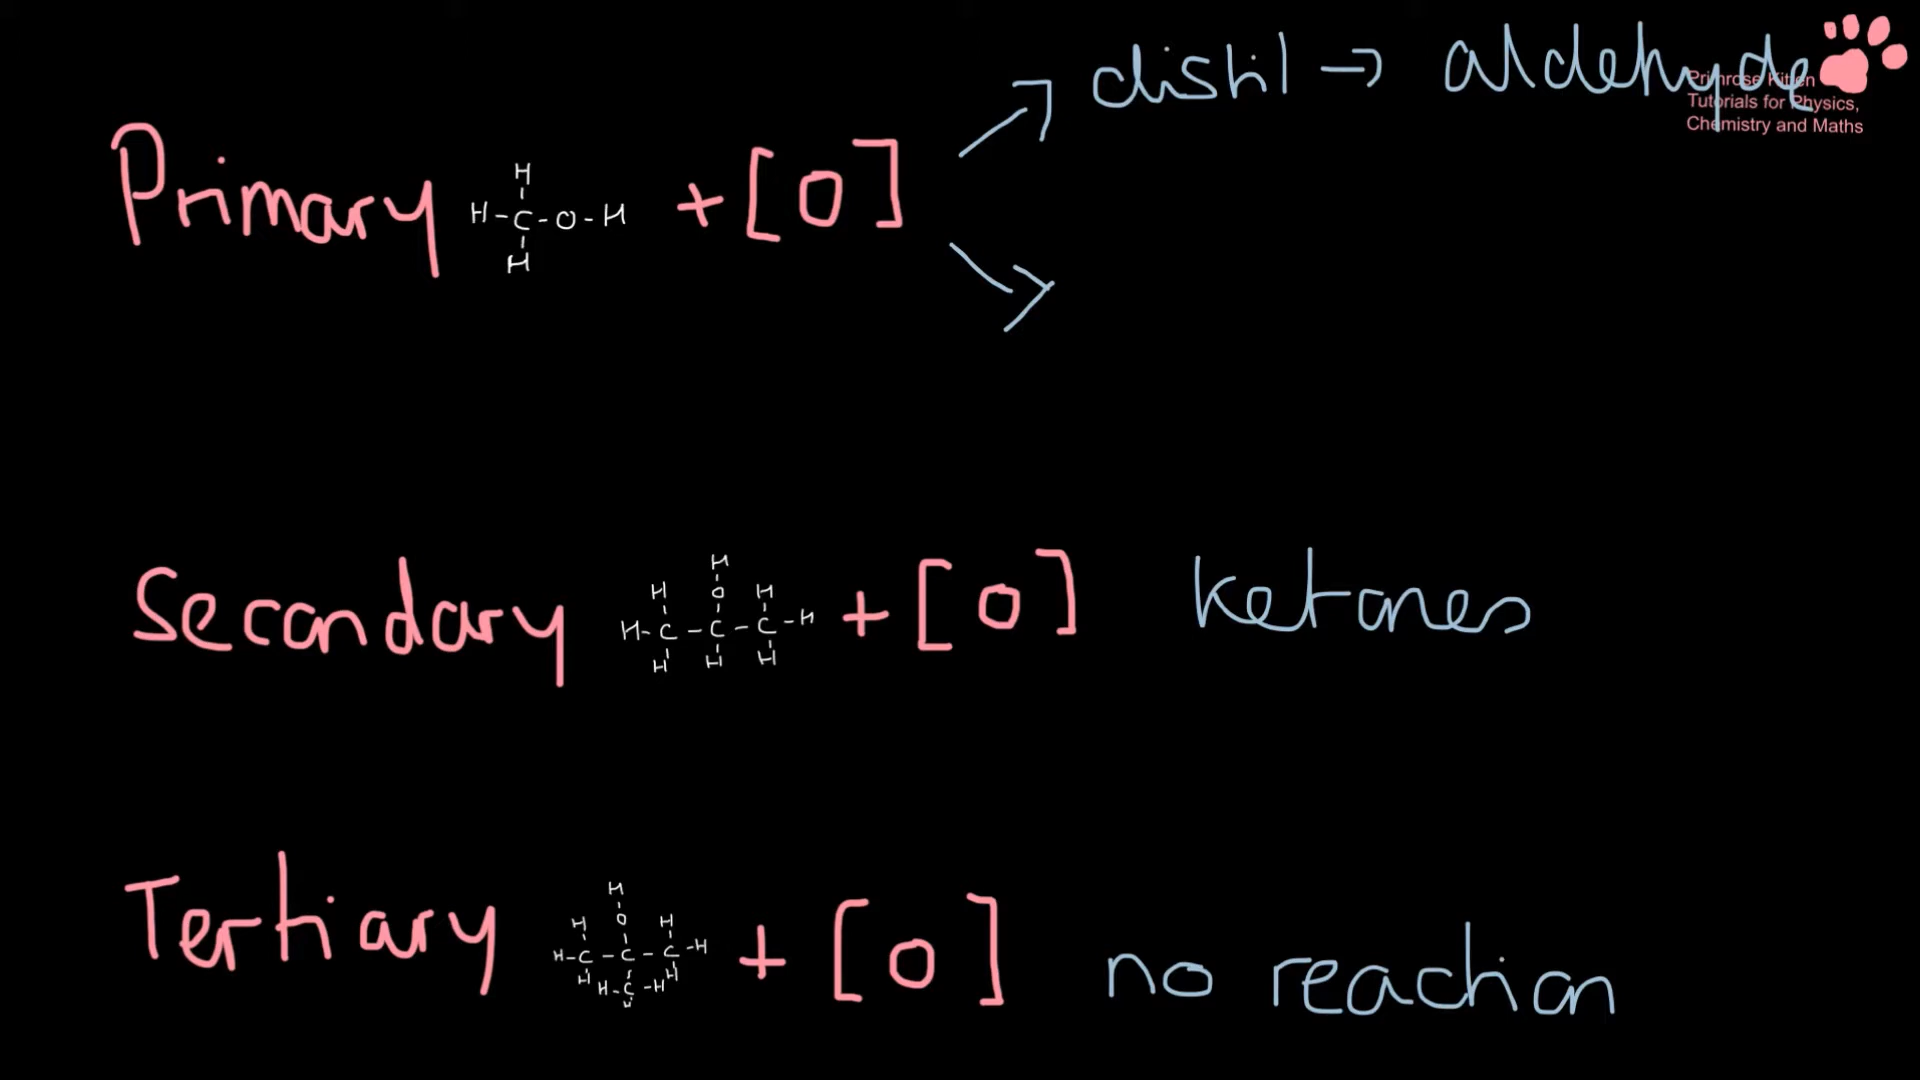 distil → aldehyde
Primrose Kitten
Tutorials for Physics,
Chemistry and Maths
Primary H-C-O-H + [O]
H
H
Secondary H-C-C-C-H + [O] ketones
H
O
H H
H H H
Tertiary H-C-C-C-H + [O] no reaction
H
O
H H
H H
H-C-H
H